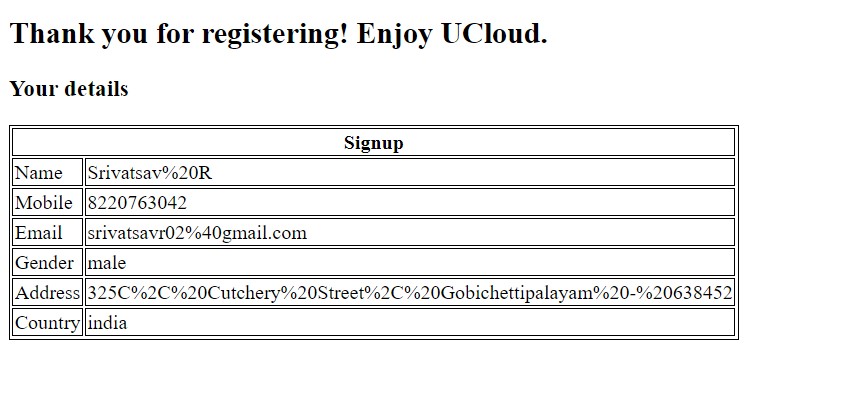 Thank you for registering! Enjoy UCloud.
Your details
Signup
Name Srivatsav%20R
Mobile 8220763042
Email srivatsavr02%40gmail.com
Gender male
Address 325C%2C%20Cutchery%20Street%2C%20Gobichettipalayam%20-%20638452
Country india